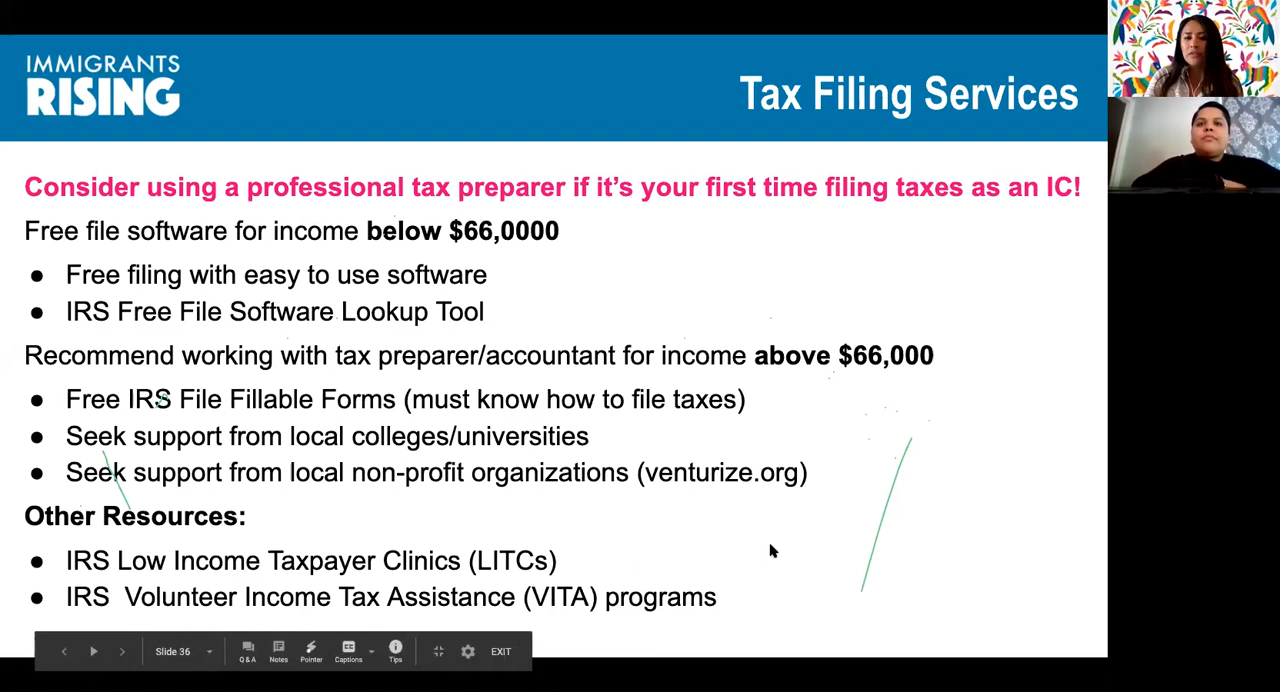 IMMIGRANTS
RISING
Tax Filing Services
Consider using a professional tax preparer if it's your first time filing taxes as an IC!
Free file software for income below $66,0000
● Free filing with easy to use software
● IRS Free File Software Lookup Tool
Recommend working with tax preparer/accountant for income above $66,000
● Free IRS File Fillable Forms (must know how to file taxes)
● Seek support from local colleges/universities
● Seek support from local non-profit organizations (venturize.org)
Other Resources:
● IRS Low Income Taxpayer Clinics (LITCs)
● IRS  Volunteer Income Tax Assistance (VITA) programs
Slide 36 Q & A Notes Pointer CC Captions Tips EXIT